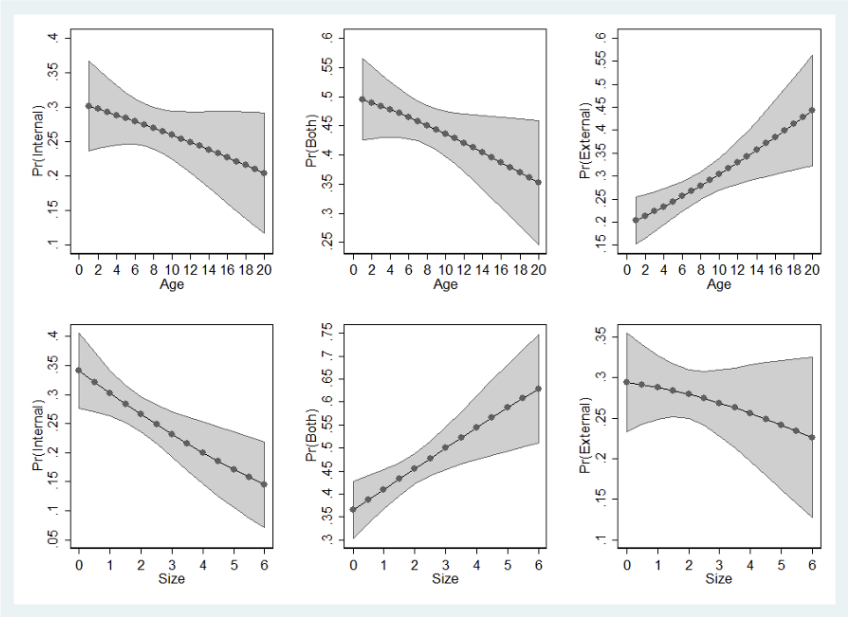 Pr(Internal)
.4
.35
.3
.25
.2
.15
.1
0 2 4 6 8 10 12 14 16 18 20
Age
Pr(Both)
.6
.55
.5
.45
.4
.35
.3
.25
0 2 4 6 8 10 12 14 16 18 20
Age
Pr(External)
.6
.55
.5
.45
.4
.35
.3
.25
.2
.15
0 2 4 6 8 10 12 14 16 18 20
Age
Pr(Internal)
.4
.35
.3
.25
.2
.15
.1
.05
0 1 2 3 4 5 6
Size
Pr(Both)
.75
.7
.65
.6
.55
.5
.45
.4
.35
.3
0 1 2 3 4 5 6
Size
Pr(External)
.35
.3
.25
.2
.15
.1
0 1 2 3 4 5 6
Size